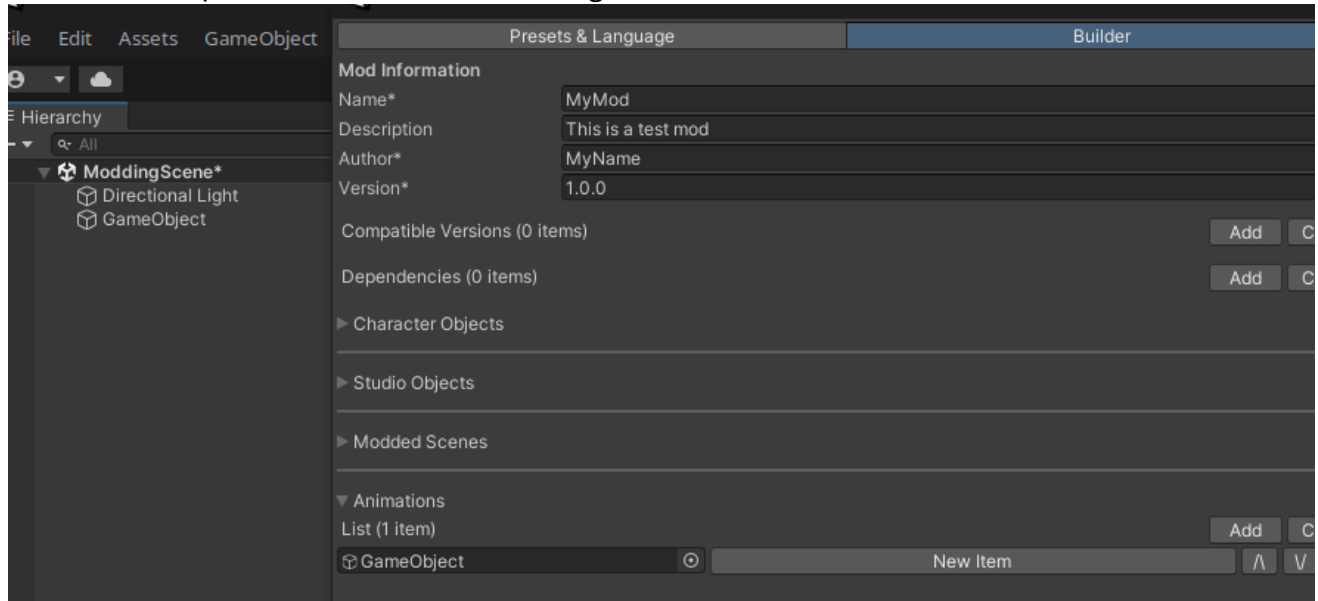 File Edit Assets GameObject
Presets & Language Builder
Mod Information
Name* MyMod
Hierarchy
Description This is a test mod
All
Author* MyName
ModdingScene*
Version* 1.0.0
Directional Light
GameObject
Compatible Versions (0 items) Add C
Dependencies (0 items) Add C
Character Objects
Studio Objects
Modded Scenes
Animations
List (1 item) Add C
GameObject New Item /\ \/